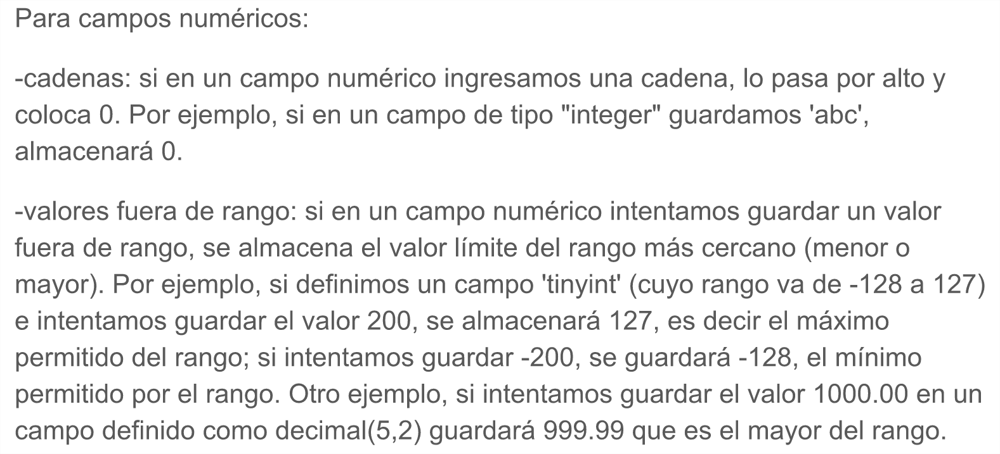 Para campos numéricos:
-cadenas: si en un campo numérico ingresamos una cadena, lo pasa por alto y
coloca 0. Por ejemplo, si en un campo de tipo "integer" guardamos 'abc',
almacenará 0.
-valores fuera de rango: si en un campo numérico intentamos guardar un valor
fuera de rango, se almacena el valor límite del rango más cercano (menor o
mayor). Por ejemplo, si definimos un campo 'tinyint' (cuyo rango va de -128 a 127)
e intentamos guardar el valor 200, se almacenará 127, es decir el máximo
permitido del rango; si intentamos guardar -200, se guardará -128, el mínimo
permitido por el rango. Otro ejemplo, si intentamos guardar el valor 1000.00 en un
campo definido como decimal(5,2) guardará 999.99 que es el mayor del rango.